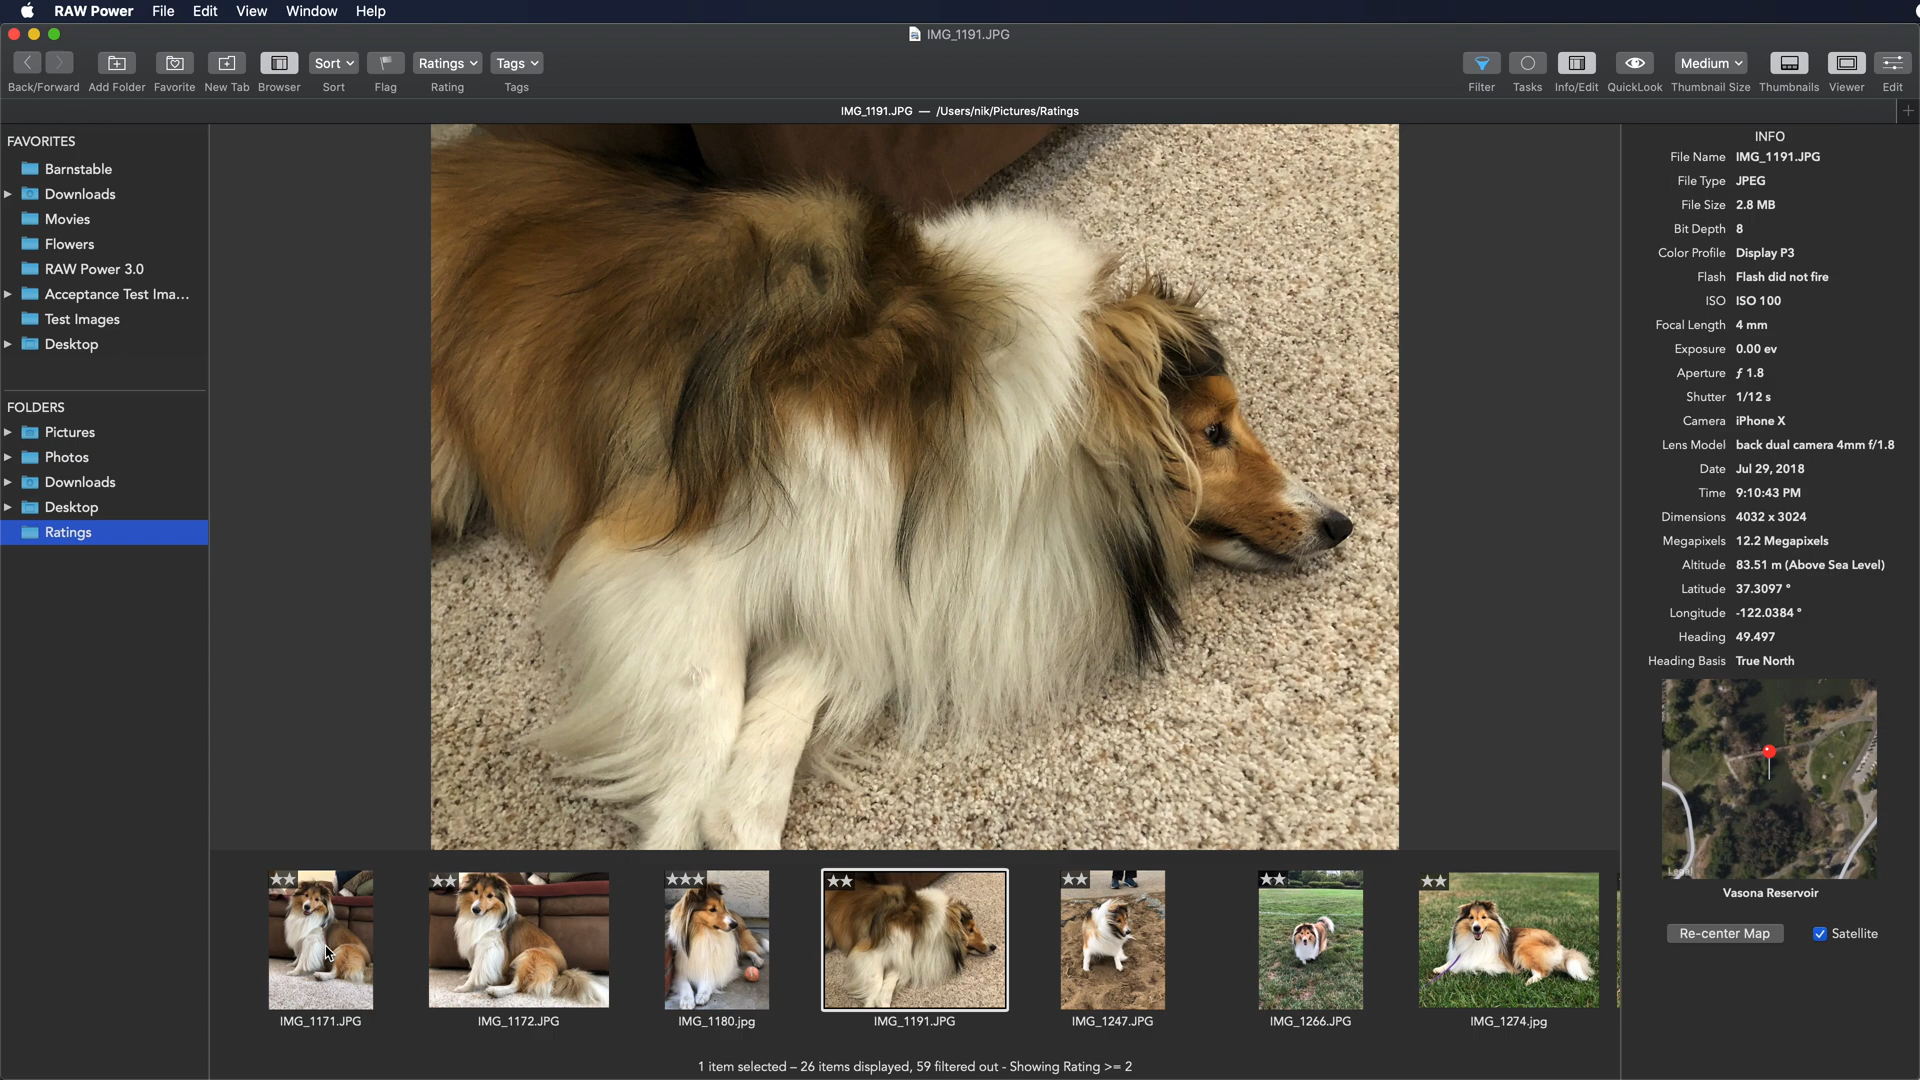 RAW Power File Edit View Window Help
IMG_1191.JPG
Sort Ratings Tags Medium
Back/Forward Add Folder Favorite New Tab Browser Sort Flag Rating Tags Filter Tasks Info/Edit QuickLook Thumbnail Size Thumbnails Viewer Edit
IMG_1191.JPG — /Users/nik/Pictures/Ratings
FAVORITES
Barnstable
Downloads
Movies
Flowers
RAW Power 3.0
Acceptance Test Ima...
Test Images
Desktop
FOLDERS
Pictures
Photos
Downloads
Desktop
Ratings
INFO
File Name IMG_1191.JPG
File Type JPEG
File Size 2.8 MB
Bit Depth 8
Color Profile Display P3
Flash Flash did not fire
ISO ISO 100
Focal Length 4 mm
Exposure 0.00 ev
Aperture ƒ 1.8
Shutter 1/12 s
Camera iPhone X
Lens Model back dual camera 4mm f/1.8
Date Jul 29, 2018
Time 9:10:43 PM
Dimensions 4032 x 3024
Megapixels 12.2 Megapixels
Altitude 83.51 m (Above Sea Level)
Latitude 37.3097 °
Longitude -122.0384 °
Heading 49.497
Heading Basis True North
Legal
Vasona Reservoir
Re-center Map Satellite
IMG_1171.JPG IMG_1172.JPG IMG_1180.jpg IMG_1191.JPG IMG_1247.JPG IMG_1266.JPG IMG_1274.jpg
1 item selected – 26 items displayed, 59 filtered out - Showing Rating >= 2